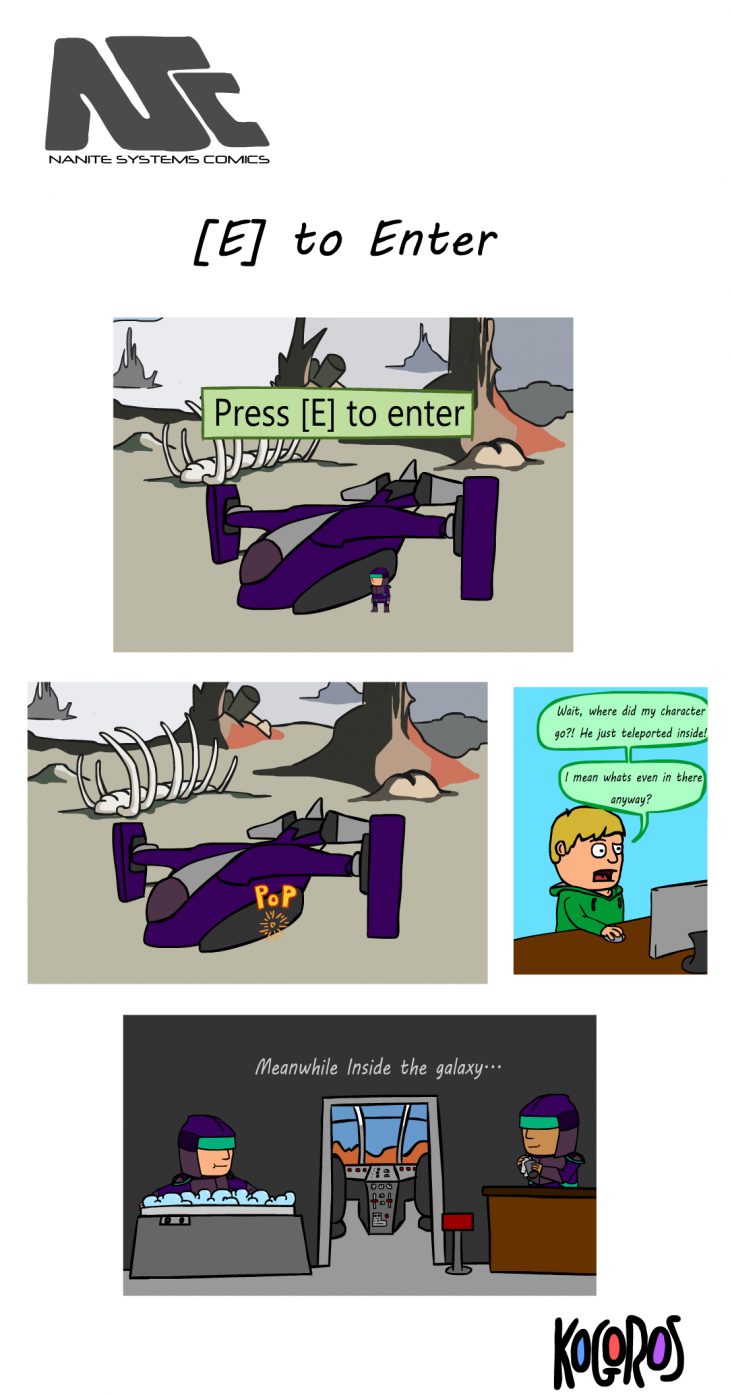 NSC
NANITE SYSTEMS COMICS
[E] to Enter
Press [E] to enter
POP
Wait, where did my character
go?! He just teleported inside!
I mean whats even in there
anyway?
Meanwhile Inside the galaxy...
KOGOROS